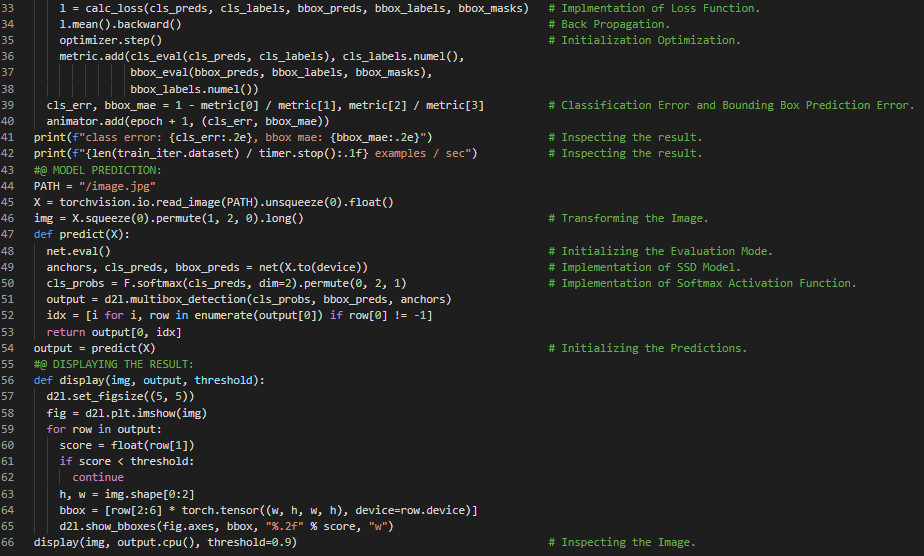 33 l = calc_loss(cls_preds, cls_labels, bbox_preds, bbox_labels, bbox_masks) # Implmentation of Loss Function.
34 l.mean().backward() # Back Propagation.
35 optimizer.step() # Initialization Optimization.
36 metric.add(cls_eval(cls_preds, cls_labels), cls_labels.numel(),
37 bbox_eval(bbox_preds, bbox_labels, bbox_masks),
38 bbox_labels.numel())
39 cls_err, bbox_mae = 1 - metric[0] / metric[1], metric[2] / metric[3] # Classification Error and Bounding Box Prediction Error.
40 animator.add(epoch + 1, (cls_err, bbox_mae))
41 print(f"class error: {cls_err:.2e}, bbox mae: {bbox_mae:.2e}") # Inspecting the result.
42 print(f"{len(train_iter.dataset) / timer.stop():.1f} examples / sec") # Inspecting the result.
43 #@ MODEL PREDICTION:
44 PATH = "/image.jpg"
45 X = torchvision.io.read_image(PATH).unsqueeze(0).float()
46 img = X.squeeze(0).permute(1, 2, 0).long() # Transforming the Image.
47 def predict(X):
48 net.eval() # Initializing the Evaluation Mode.
49 anchors, cls_preds, bbox_preds = net(X.to(device)) # Implementation of SSD Model.
50 cls_probs = F.softmax(cls_preds, dim=2).permute(0, 2, 1) # Implementation of Softmax Activation Function.
51 output = d2l.multibox_detection(cls_probs, bbox_preds, anchors)
52 idx = [i for i, row in enumerate(output[0]) if row[0] != -1]
53 return output[0, idx]
54 output = predict(X) # Initializing the Predictions.
55 #@ DISPLAYING THE RESULT:
56 def display(img, output, threshold):
57 d2l.set_figsize((5, 5))
58 fig = d2l.plt.imshow(img)
59 for row in output:
60 score = float(row[1])
61 if score < threshold:
62 continue
63 h, w = img.shape[0:2]
64 bbox = [row[2:6] * torch.tensor((w, h, w, h), device=row.device)]
65 d2l.show_bboxes(fig.axes, bbox, "%.2f" % score, "w")
66 display(img, output.cpu(), threshold=0.9) # Inspecting the Image.